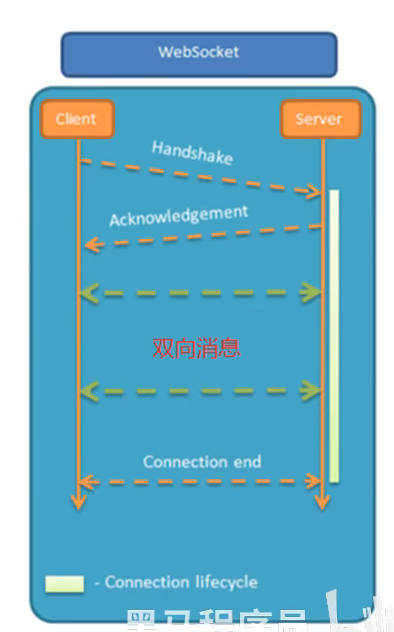 WebSocket
Client
Server
Handshake
Acknowledgement
双向消息
Connection end
- Connection lifecycle